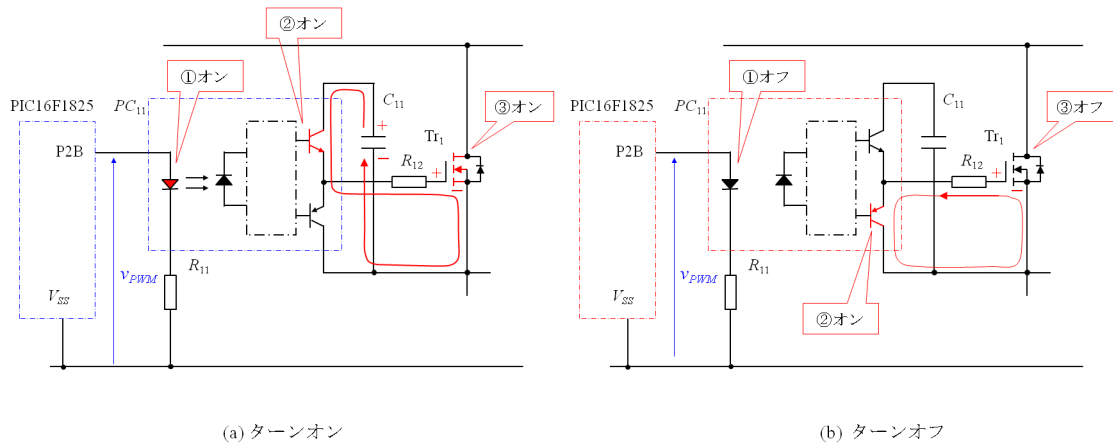 ②オン
①オン
PIC16F1825
PC11
C11
③オン
P2B
Tr1
R12
R11
vPWM
VSS
(a) ターンオン
①オフ
PIC16F1825
PC11
C11
③オフ
P2B
Tr1
R12
R11
vPWM
VSS
②オン
(b) ターンオフ